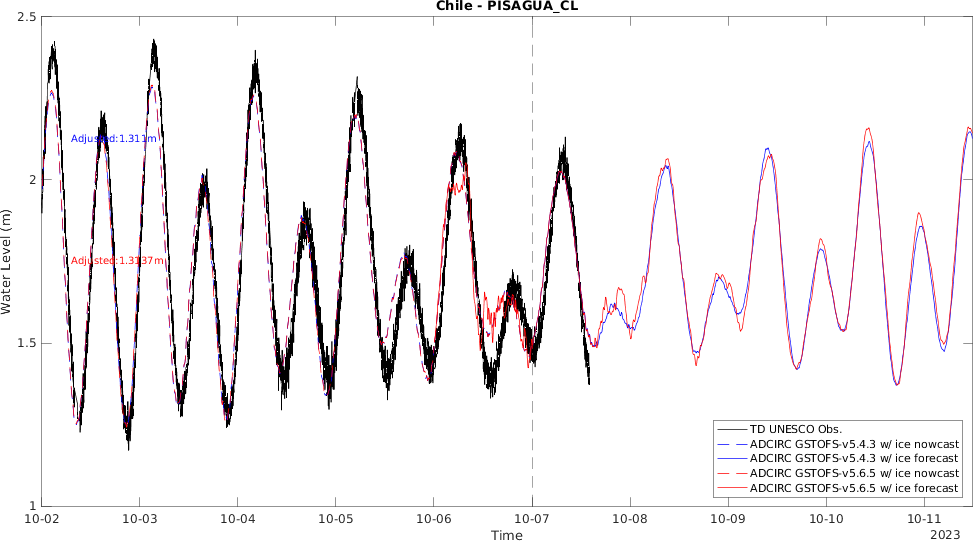 Chile - PISAGUA_CL
2.5
2
1.5
1
Water Level (m)
Adjusted:1.311m
Adjusted:1.3137m
TD UNESCO Obs.
ADCIRC GSTOFS-v5.4.3 w/ ice nowcast
ADCIRC GSTOFS-v5.4.3 w/ ice forecast
ADCIRC GSTOFS-v5.6.5 w/ ice nowcast
ADCIRC GSTOFS-v5.6.5 w/ ice forecast
10-02 10-03 10-04 10-05 10-06 10-07 10-08 10-09 10-10 10-11
Time
2023